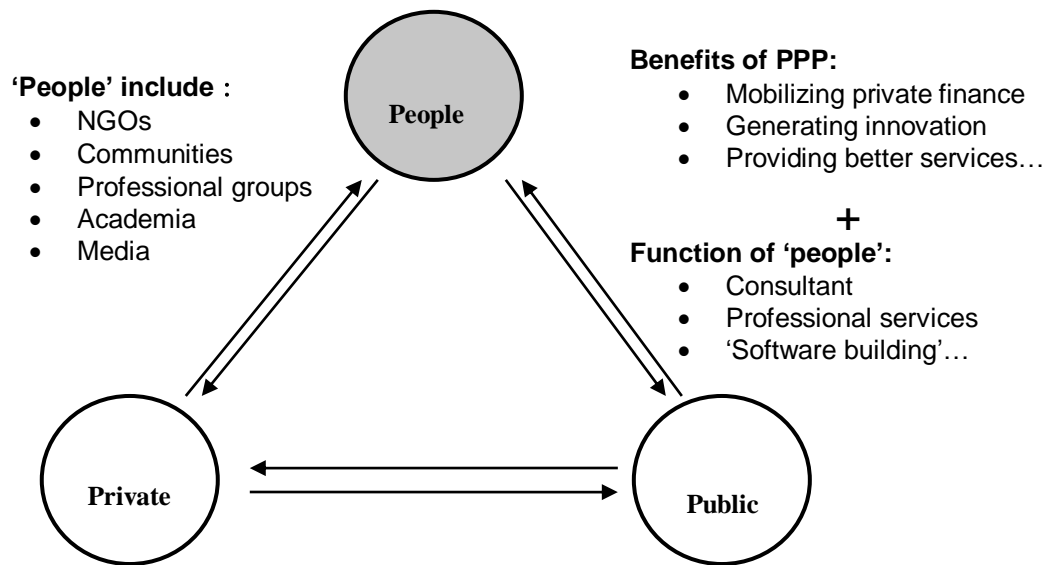 ‘People’ include：
• NGOs
• Communities
• Professional groups
• Academia
• Media
People
Benefits of PPP:
• Mobilizing private finance
• Generating innovation
• Providing better services…
+
Function of ‘people’:
• Consultant
• Professional services
• ‘Software building’…
Private
Public